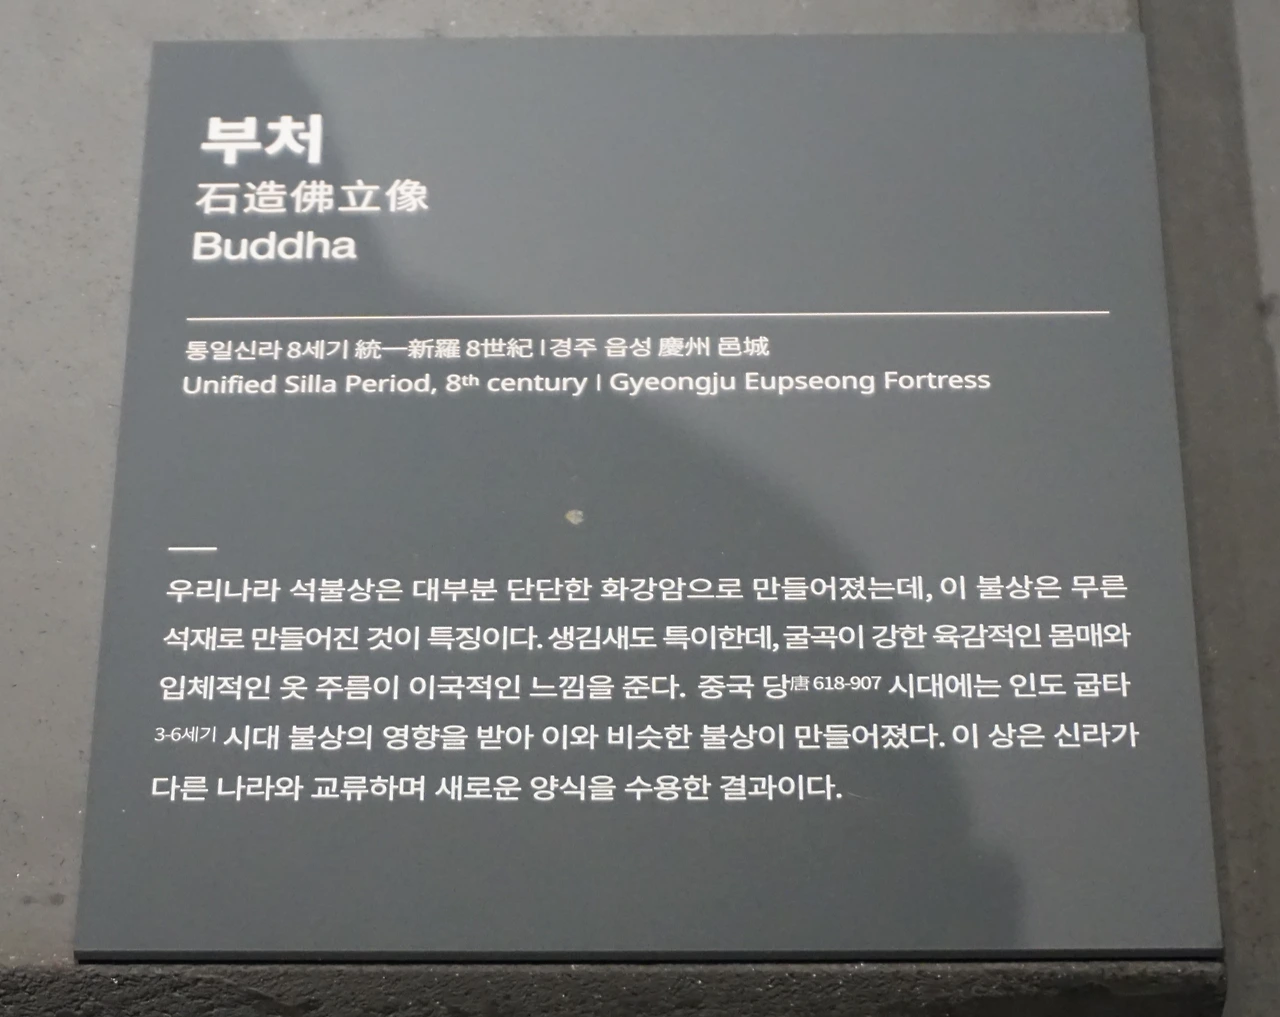 부처
石造佛立像
Buddha
통일신라 8세기 統一新羅 8世紀 | 경주 읍성 慶州 邑城
Unified Silla Period, 8th century | Gyeongju Eupseong Fortress
우리나라 석불상은 대부분 단단한 화강암으로 만들어졌는데, 이 불상은 무른
석재로 만들어진 것이 특징이다. 생김새도 특이한데, 굴곡이 강한 육감적인 몸매와
입체적인 옷 주름이 이국적인 느낌을 준다. 중국 당唐 618-907 시대에는 인도 굽타
3-6세기 시대 불상의 영향을 받아 이와 비슷한 불상이 만들어졌다. 이 상은 신라가
다른 나라와 교류하며 새로운 양식을 수용한 결과이다.